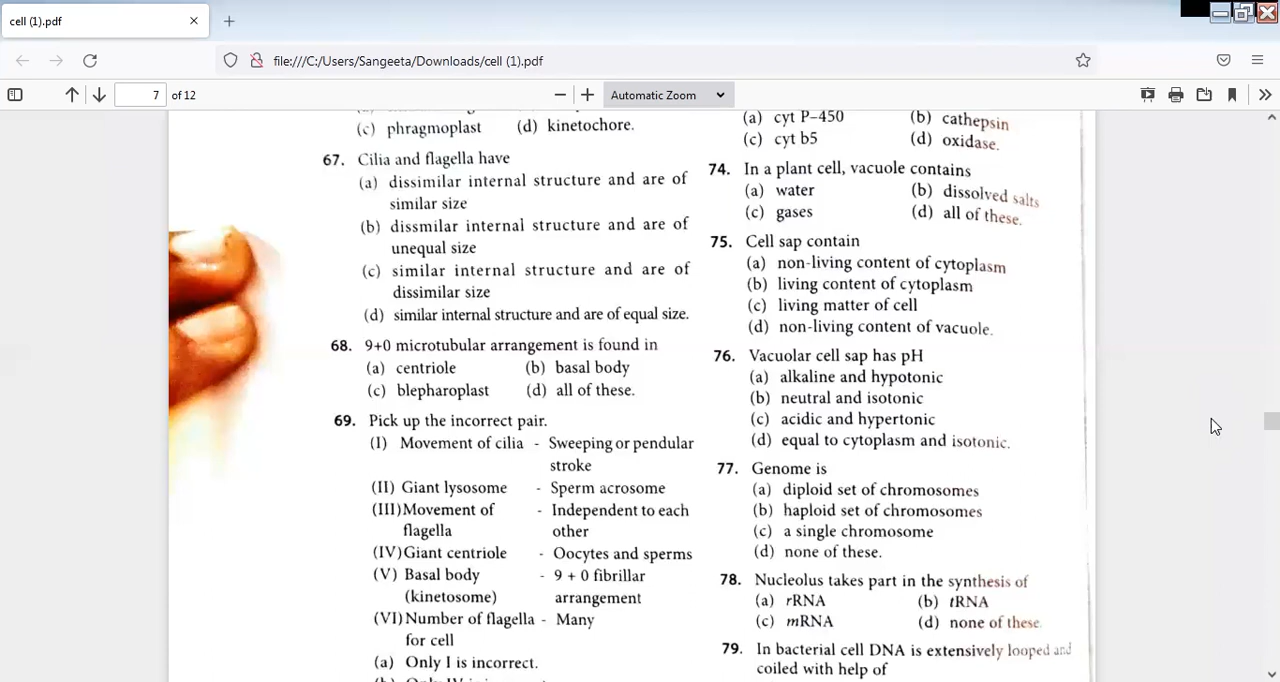 cell (1).pdf
file:///C:/Users/Sangeeta/Downloads/cell (1).pdf
7 of 12
Automatic Zoom
(c) phragmoplast (d) kinetochore.
67. Cilia and flagella have
(a) dissimilar internal structure and are of
similar size
(b) dissmilar internal structure and are of
unequal size
(c) similar internal structure and are of
dissimilar size
(d) similar internal structure and are of equal size.
68. 9+0 microtubular arrangement is found in
(a) centriole (b) basal body
(c) blepharoplast (d) all of these.
69. Pick up the incorrect pair.
(I) Movement of cilia - Sweeping or pendular
stroke
(II) Giant lysosome - Sperm acrosome
(III) Movement of - Independent to each
flagella other
(IV) Giant centriole - Oocytes and sperms
(V) Basal body - 9 + 0 fibrillar
(kinetosome) arrangement
(VI) Number of flagella - Many
for cell
(a) Only I is incorrect.
(a) cyt P–450 (b) cathepsin
(c) cyt b5 (d) oxidase.
74. In a plant cell, vacuole contains
(a) water (b) dissolved salts
(c) gases (d) all of these.
75. Cell sap contain
(a) non-living content of cytoplasm
(b) living content of cytoplasm
(c) living matter of cell
(d) non-living content of vacuole.
76. Vacuolar cell sap has pH
(a) alkaline and hypotonic
(b) neutral and isotonic
(c) acidic and hypertonic
(d) equal to cytoplasm and isotonic.
77. Genome is
(a) diploid set of chromosomes
(b) haploid set of chromosomes
(c) a single chromosome
(d) none of these.
78. Nucleolus takes part in the synthesis of
(a) rRNA (b) tRNA
(c) mRNA (d) none of these
79. In bacterial cell DNA is extensively looped and
coiled with help of